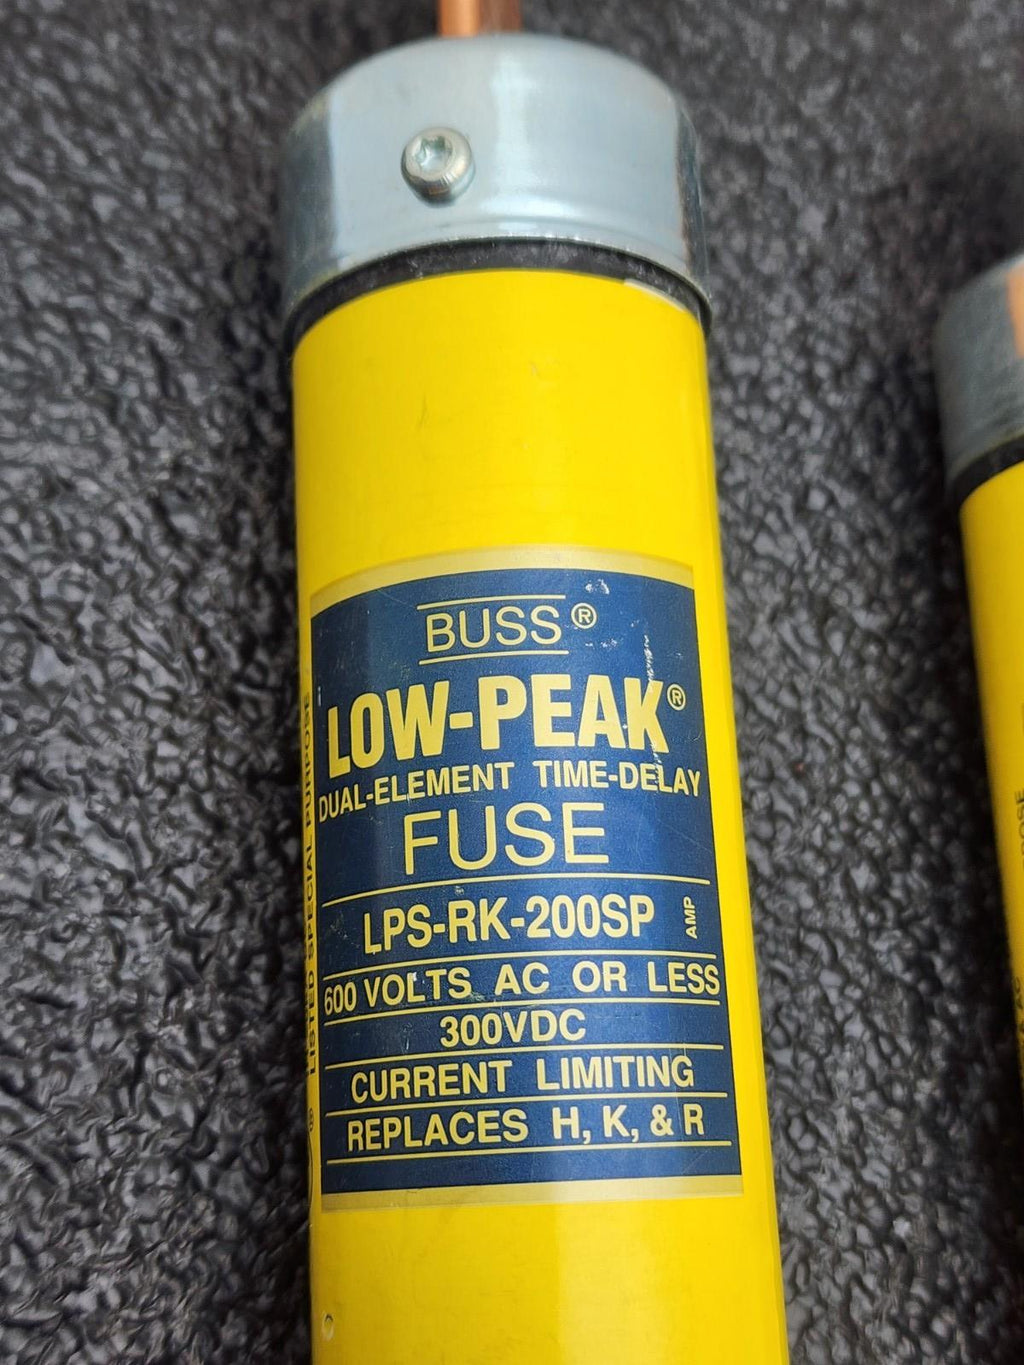 BUSS®
LOW-PEAK®
DUAL-ELEMENT TIME-DELAY
FUSE
LPS-RK-200SP AMP
600 VOLTS AC OR LESS
300VDC
CURRENT LIMITING
REPLACES H, K, & R
LISTED SPECIAL PURPOSE